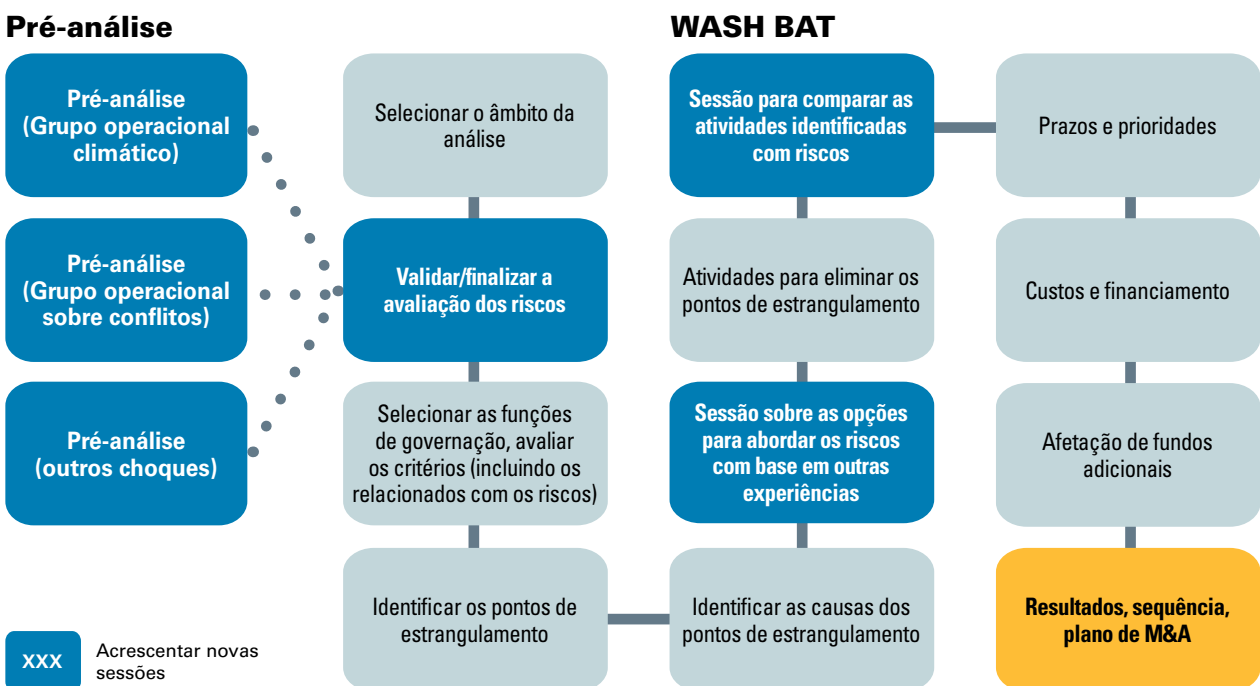 Pré-análise
Pré-análise
(Grupo operacional
climático)
Pré-análise
(Grupo operacional
sobre conflitos)
Pré-análise
(outros choques)
XXX
Acrescentar novas
sessões
Selecionar o âmbito da
análise
Validar/finalizar a
avaliação dos riscos
Selecionar as funções
de governação, avaliar
os critérios (incluindo os
relacionados com os riscos)
Identificar os pontos de
estrangulamento
WASH BAT
Sessão para comparar as
atividades identificadas
com riscos
Atividades para eliminar os
pontos de estrangulamento
Sessão sobre as opções
para abordar os riscos
com base em outras
experiências
Identificar as causas dos
pontos de estrangulamento
Prazos e prioridades
Custos e financiamento
Afetação de fundos
adicionais
Resultados, sequência,
plano de M&A